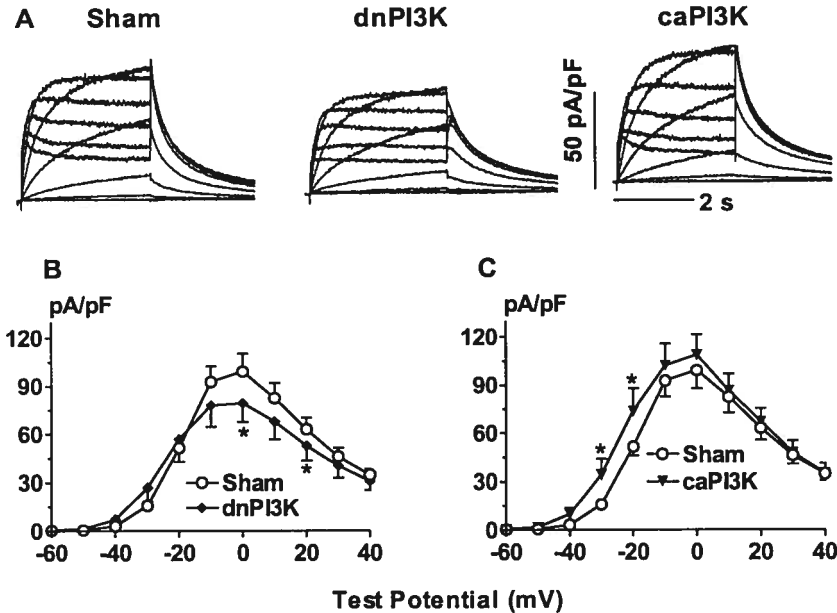 A Sham dnPI3K caPI3K
50 pA/pF
2 s
B C
pA/pF pA/pF
120 120
90 90
60 60
30 30
0 0
* *
* *
Sham Sham
dnPI3K caPI3K
-60 -40 -20 0 20 40 -60 -40 -20 0 20 40
Test Potential (mV)